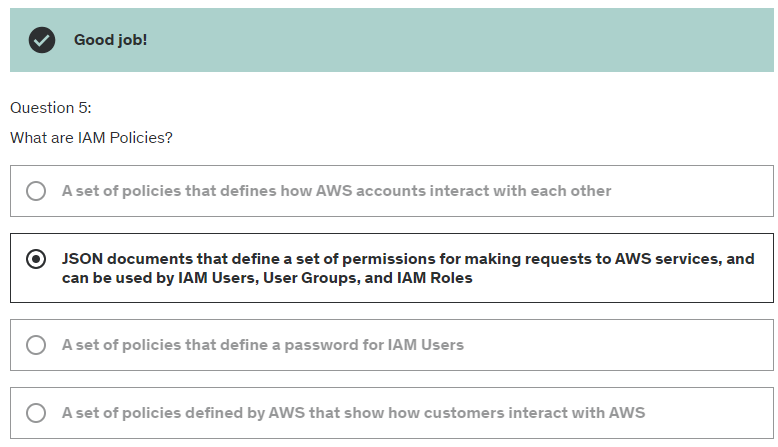 Good job!
Question 5:
What are IAM Policies?
A set of policies that defines how AWS accounts interact with each other
JSON documents that define a set of permissions for making requests to AWS services, and
can be used by IAM Users, User Groups, and IAM Roles
A set of policies that define a password for IAM Users
A set of policies defined by AWS that show how customers interact with AWS